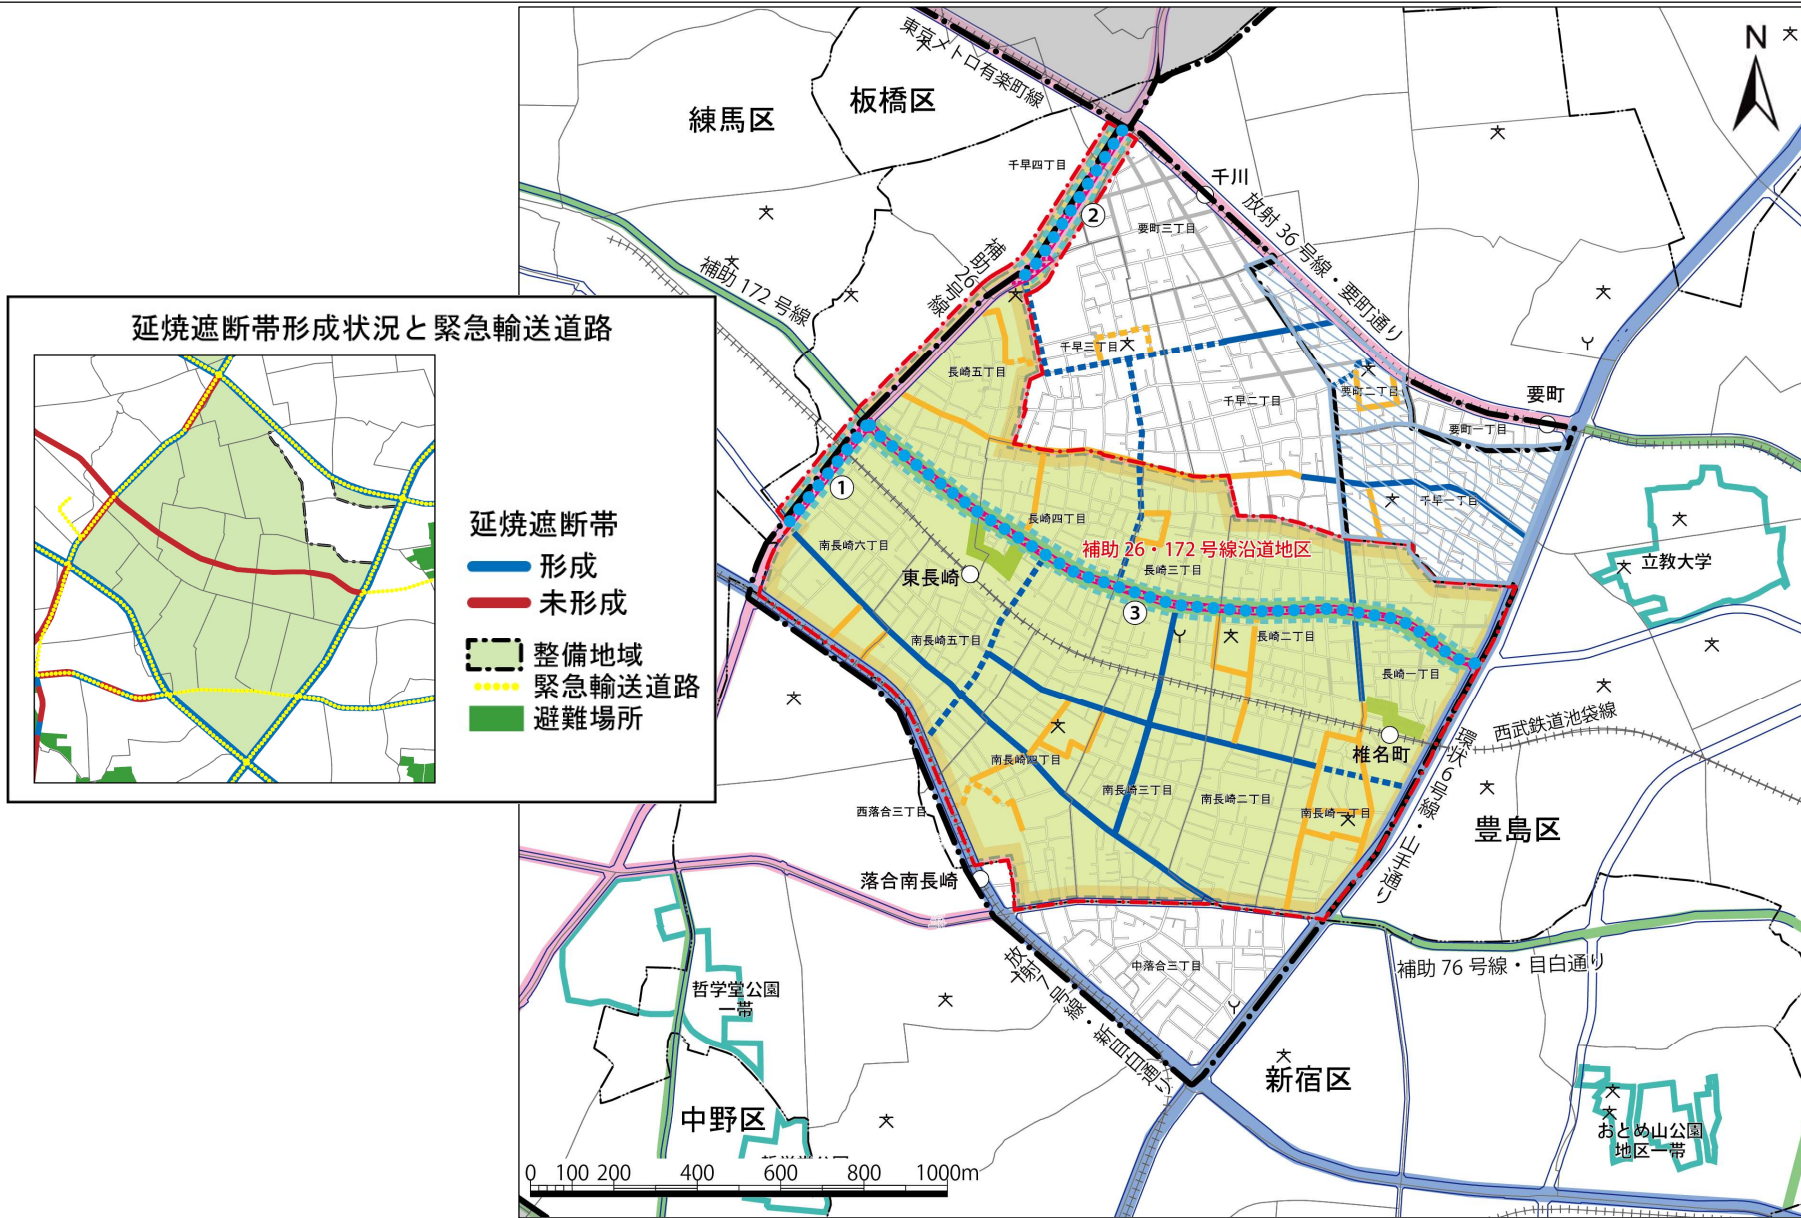 延焼遮断帯形成状況と緊急輸送道路
延焼遮断帯
形成
未形成
整備地域
緊急輸送道路
避難場所
N
東京メトロ有楽町線
練馬区
板橋区
千早四丁目
千川
②
放射36号線・要町通り
要町三丁目
補助172号線
補助26号線
千早三丁目
長崎五丁目
千早二丁目
要町二丁目
要町
要町一丁目
①
千早一丁目
長崎四丁目
南長崎六丁目
補助26・172号線沿道地区
長崎三丁目
立教大学
東長崎
③
南長崎五丁目
長崎二丁目
長崎一丁目
西武鉄道池袋線
椎名町
環状6号線・山手通り
南長崎四丁目
南長崎三丁目
南長崎二丁目
南長崎一丁目
西落合三丁目
豊島区
落合南長崎
補助76号線・目白通り
中落合三丁目
放射7号線・新目白通り
哲学堂公園
一帯
新宿区
中野区
おとめ山公園
地区一帯
0 100 200 400 600 800 1000m